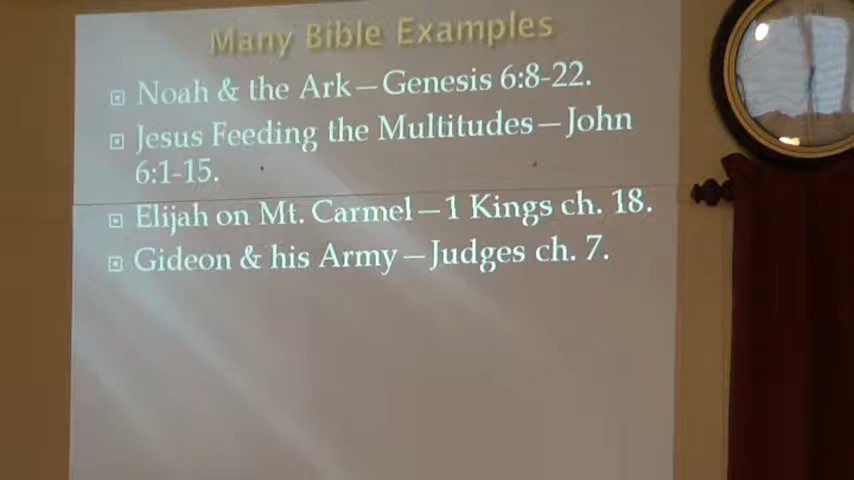 Many Bible Examples
Noah & the Ark—Genesis 6:8-22.
Jesus Feeding the Multitudes—John
6:1-15.
Elijah on Mt. Carmel—1 Kings ch. 18.
Gideon & his Army—Judges ch. 7.